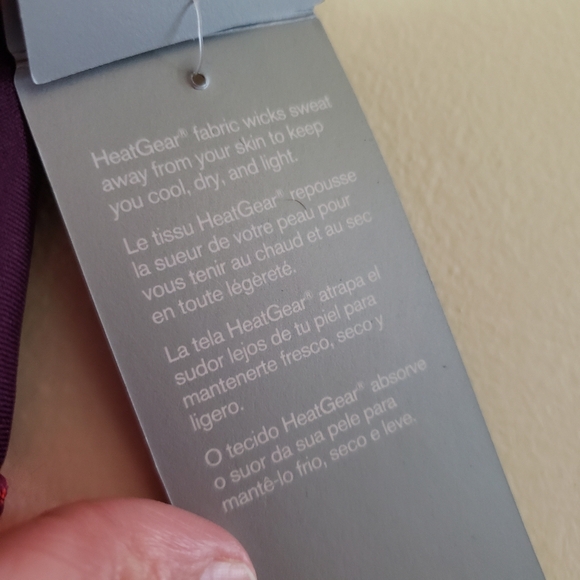 HeatGear® fabric wicks sweat
away from your skin to keep
you cool, dry, and light.
Le tissu HeatGear® repousse
la sueur de votre peau pour
vous tenir au chaud et au sec
en toute légèreté.
La tela HeatGear® atrapa el
sudor lejos de tu piel para
mantenerte fresco, seco y
ligero.
O tecido HeatGear® absorve
o suor da sua pele para
mantê-lo frio, seco e leve.